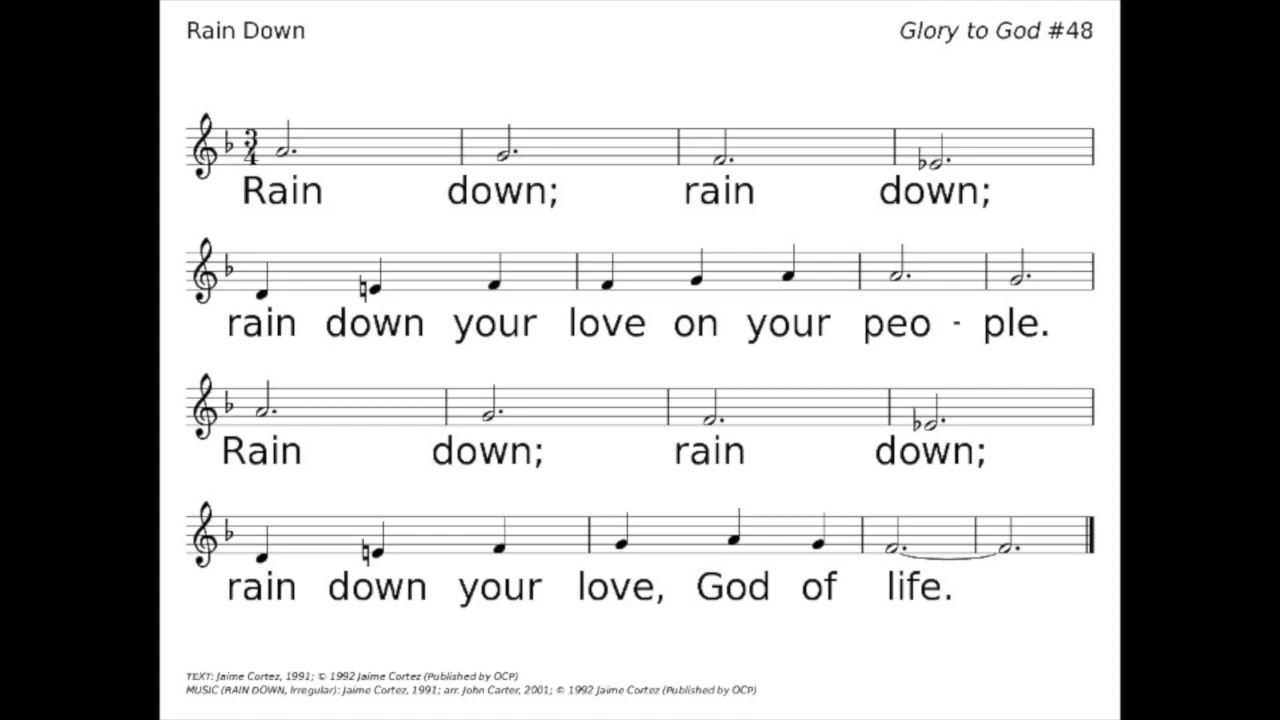 Rain Down Glory to God #48
3
4
Rain down; rain down;
rain down your love on your peo - ple.
Rain down; rain down;
rain down your love, God of life.
TEXT: Jaime Cortez, 1991; © 1992 Jaime Cortez (Published by OCP)
MUSIC (RAIN DOWN, Irregular): Jaime Cortez, 1991; arr. John Carter, 2001; © 1992 Jaime Cortez (Published by OCP)